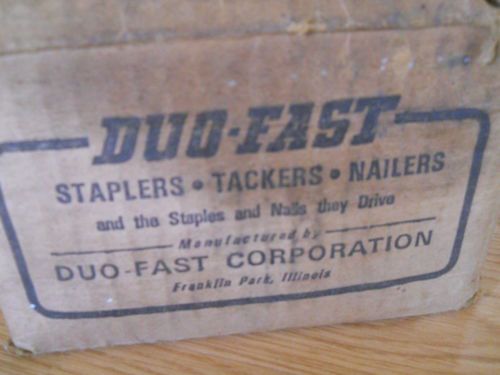 DUO-FAST
STAPLERS • TACKERS • NAILERS
and the Staples and Nails they Drive
Manufactured by
DUO-FAST CORPORATION
Franklin Park, Illinois